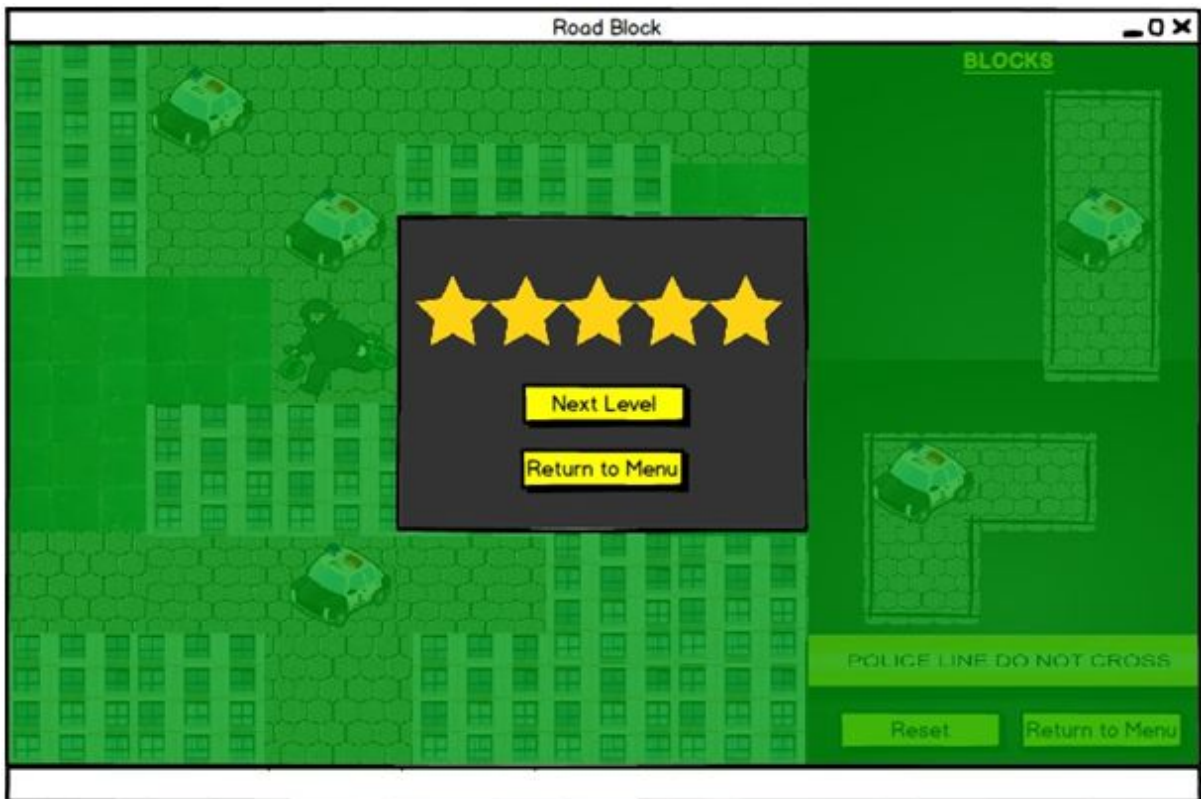 Road Block
BLOCKS
Next Level
Return to Menu
POLICE LINE DO NOT CROSS
Reset
Return to Menu